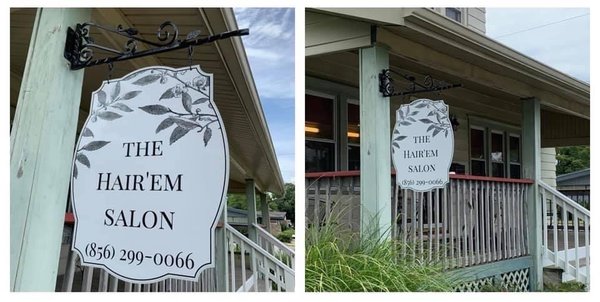 THE
HAIR'EM
SALON
(856) 299-0066
THE
HAIR'EM
SALON
(856) 299-0066